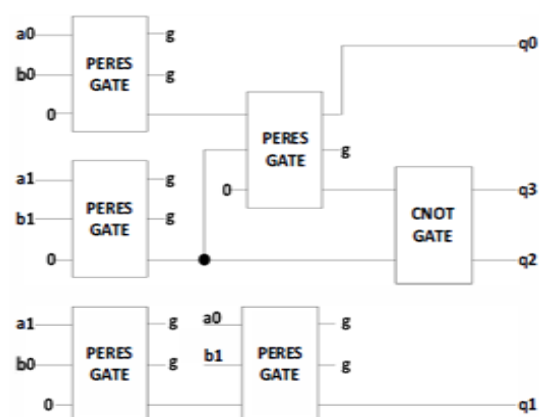 a0 PERES GATE g
b0 g q0
0
PERES GATE g
a1 PERES GATE g
0 q3
b1 g CNOT GATE
0 q2
a1 PERES GATE g a0 PERES GATE g
b0 g b1 g
0 q1